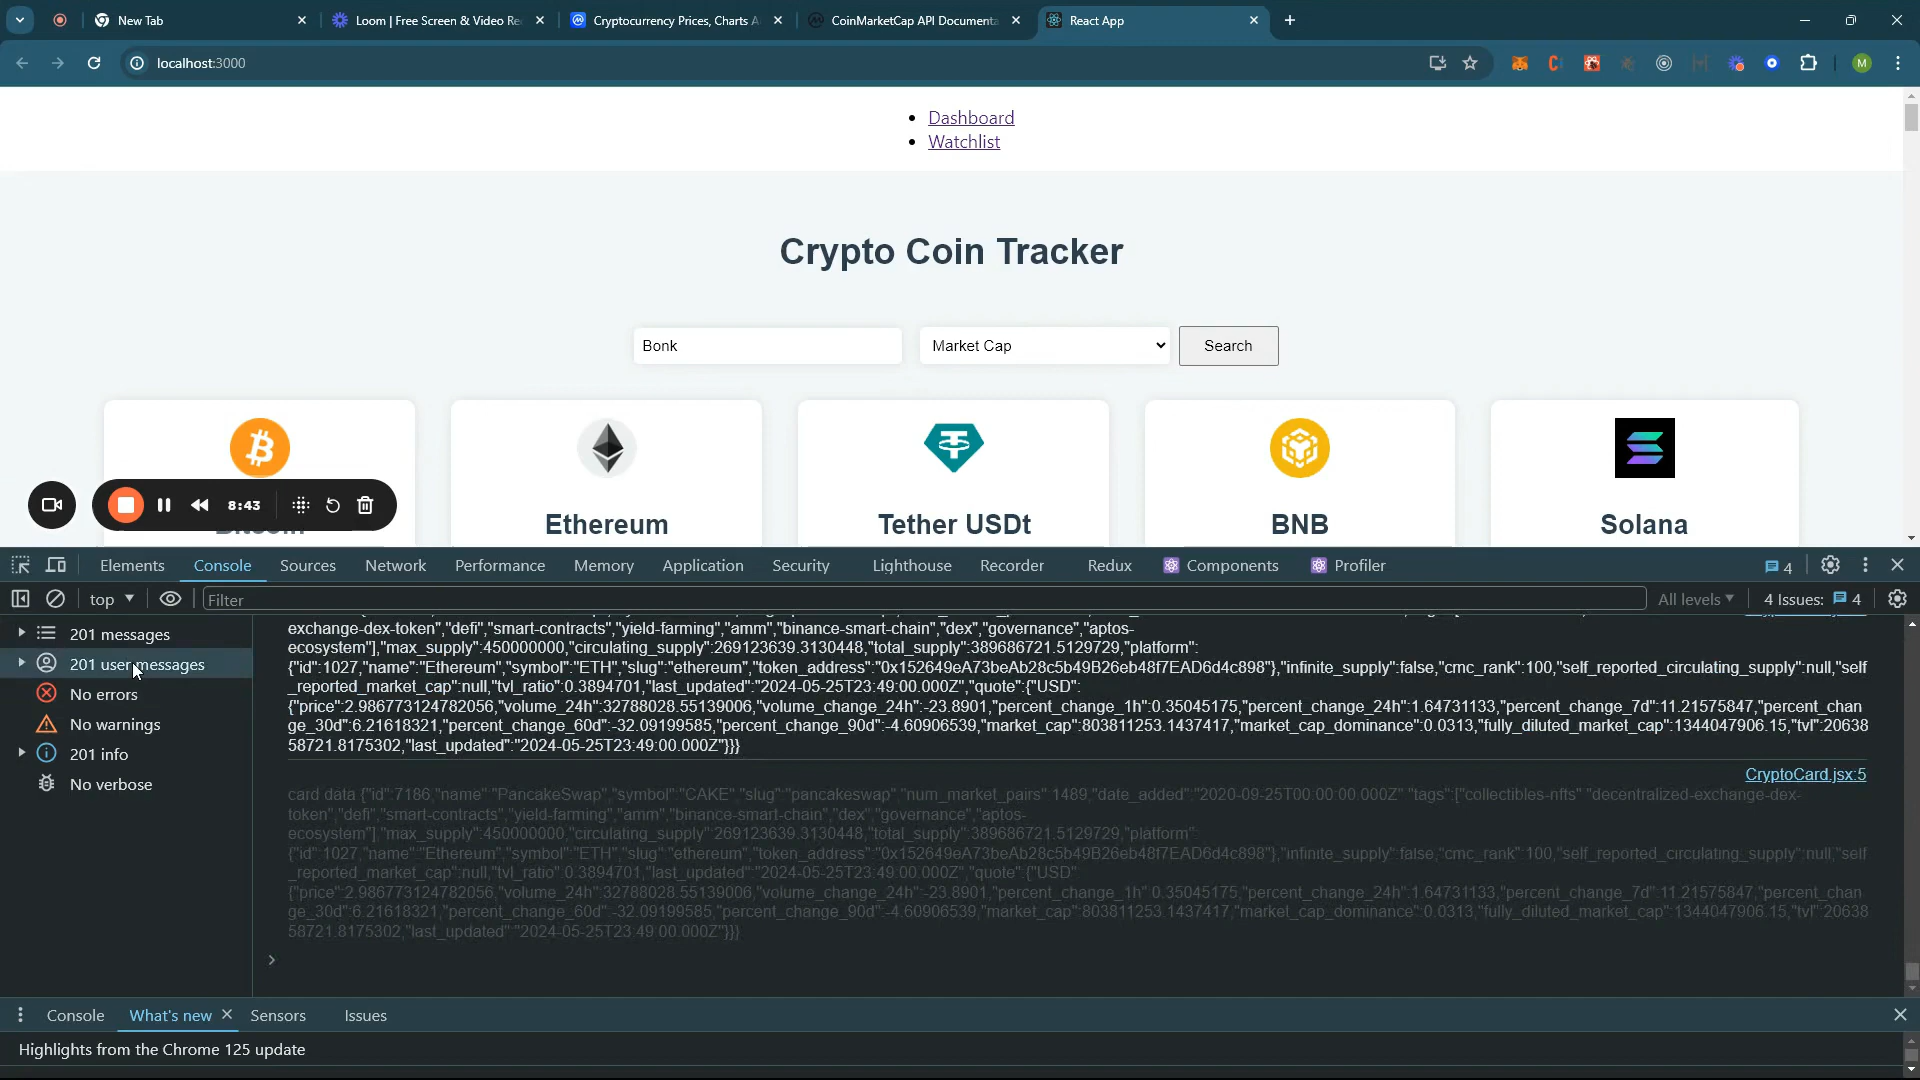 New Tab
Loom | Free Screen & Video Re
Cryptocurrency Prices, Charts A
CoinMarketCap API Documenta
React App
localhost:3000
M
Dashboard
Watchlist
Crypto Coin Tracker
Bonk
Market Cap
Search
8:43
Bitcoin
Ethereum
Tether USDt
BNB
Solana
Elements
Console
Sources
Network
Performance
Memory
Application
Security
Lighthouse
Recorder
Redux
Components
Profiler
4
top
Filter
All levels
4 Issues: 4
201 messages
201 user messages
No errors
No warnings
201 info
No verbose
exchange-dex-token","defi","smart-contracts","yield-farming","amm","binance-smart-chain","dex","governance","aptos-
ecosystem"],"max_supply":450000000,"circulating_supply":269123639.3130448,"total_supply":389686721.5129729,"platform":
{"id":1027,"name":"Ethereum","symbol":"ETH","slug":"ethereum","token_address":"0x152649eA73beAb28c5b49B26eb48f7EAD6d4c898"},"infinite_supply":false,"cmc_rank":100,"self_reported_circulating_supply":null,"self
_reported_market_cap":null,"tvl_ratio":0.3894701,"last_updated":"2024-05-25T23:49:00.000Z","quote":{"USD":
{"price":2.986773124782056,"volume_24h":32788028.55139006,"volume_change_24h":-23.8901,"percent_change_1h":0.35045175,"percent_change_24h":1.64731133,"percent_change_7d":11.21575847,"percent_chan
ge_30d":6.21618321,"percent_change_60d":-32.09199585,"percent_change_90d":-4.60906539,"market_cap":803811253.1437417,"market_cap_dominance":0.0313,"fully_diluted_market_cap":1344047906.15,"tvl":20638
58721.8175302,"last_updated":"2024-05-25T23:49:00.000Z"}}}
CryptoCard.jsx:5
card data {"id":7186,"name":"PancakeSwap","symbol":"CAKE","slug":"pancakeswap","num_market_pairs":1489,"date_added":"2020-09-25T00:00:00.000Z","tags":["collectibles-nfts","decentralized-exchange-dex-
token","defi","smart-contracts","yield-farming","amm","binance-smart-chain","dex","governance","aptos-
ecosystem"],"max_supply":450000000,"circulating_supply":269123639.3130448,"total_supply":389686721.5129729,"platform":
{"id":1027,"name":"Ethereum","symbol":"ETH","slug":"ethereum","token_address":"0x152649eA73beAb28c5b49B26eb48f7EAD6d4c898"},"infinite_supply":false,"cmc_rank":100,"self_reported_circulating_supply":null,"self
_reported_market_cap":null,"tvl_ratio":0.3894701,"last_updated":"2024-05-25T23:49:00.000Z","quote":{"USD":
{"price":2.986773124782056,"volume_24h":32788028.55139006,"volume_change_24h":-23.8901,"percent_change_1h":0.35045175,"percent_change_24h":1.64731133,"percent_change_7d":11.21575847,"percent_chan
ge_30d":6.21618321,"percent_change_60d":-32.09199585,"percent_change_90d":-4.60906539,"market_cap":803811253.1437417,"market_cap_dominance":0.0313,"fully_diluted_market_cap":1344047906.15,"tvl":20638
58721.8175302,"last_updated":"2024-05-25T23:49:00.000Z"}}}
Console
What's new
Sensors
Issues
Highlights from the Chrome 125 update